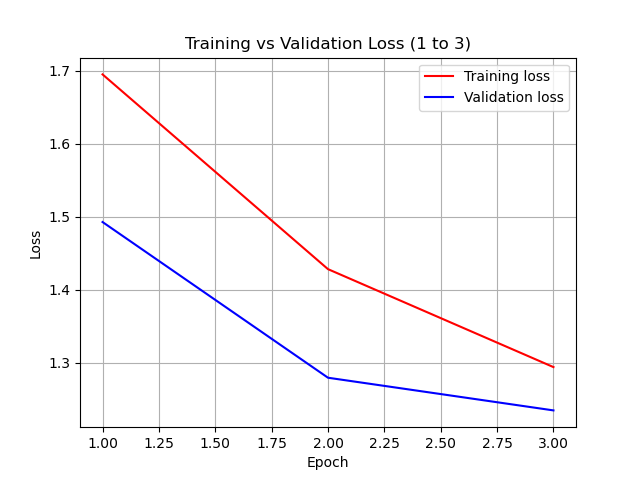 Training vs Validation Loss (1 to 3)
1.7
1.6
1.5
1.4
1.3
Loss
Training loss
Validation loss
1.00 1.25 1.50 1.75 2.00 2.25 2.50 2.75 3.00
Epoch